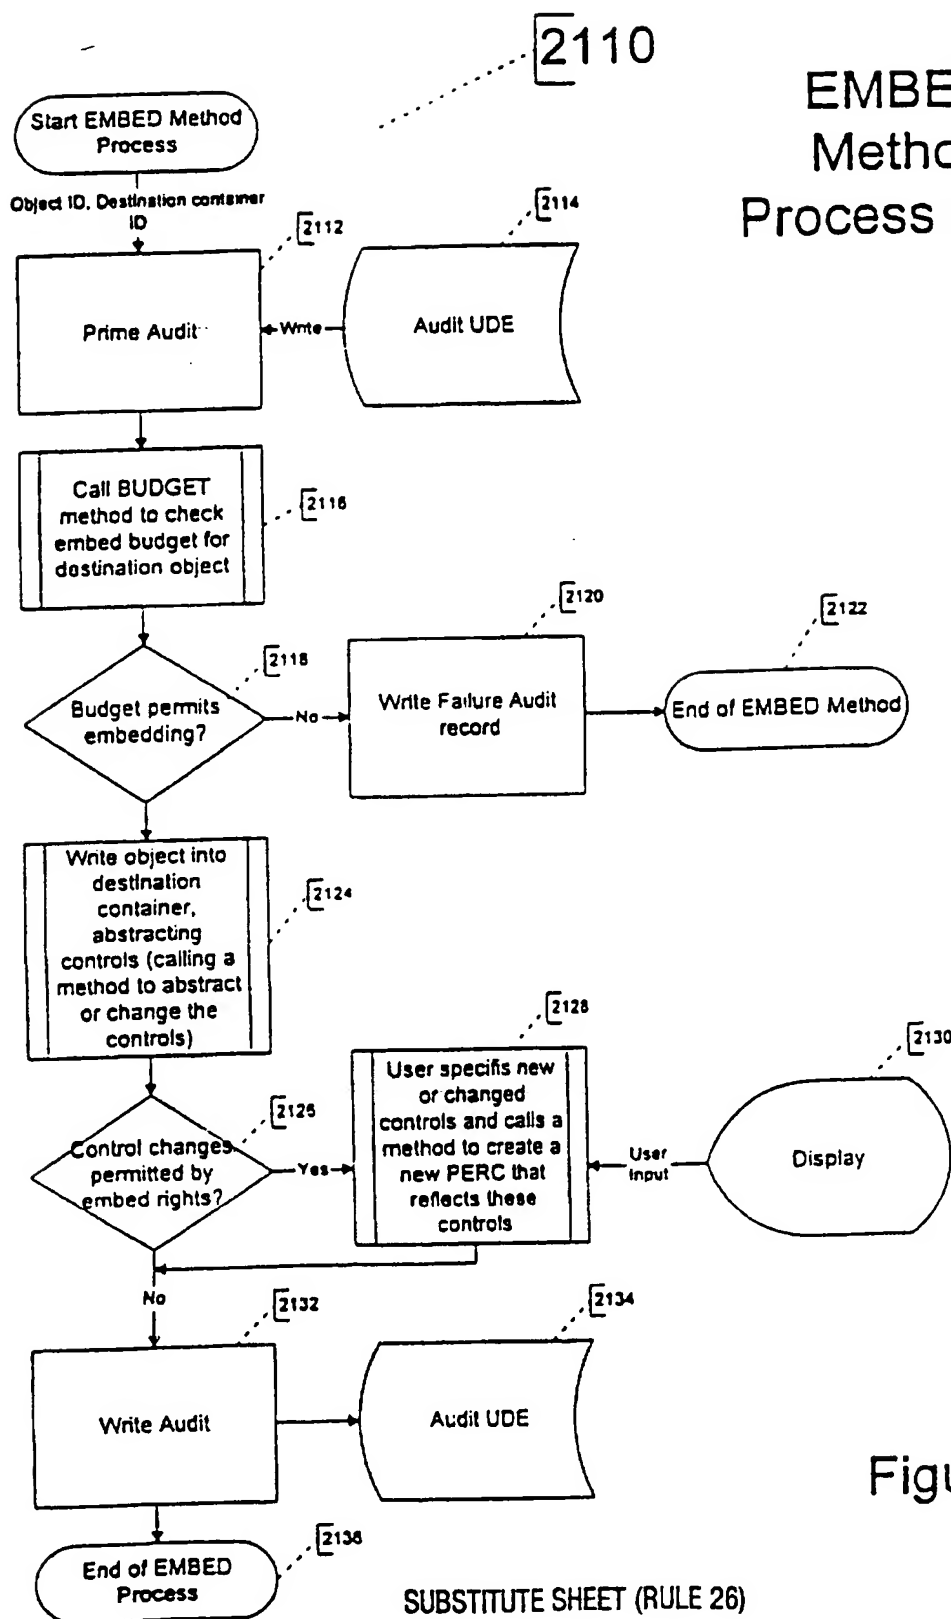 2110
EMBE
Metho
Process
Start EMBED Method
Process
Object ID, Destination container
ID
2112
2114
Prime Audit
Write
Audit UDE
Call BUDGET
method to check
embed budget for
destination object
2116
2118
Budget permits
embedding?
No
2120
Write Failure Audit
record
2122
End of EMBED Method
Write object into
destination
container,
abstracting
controls (calling a
method to abstract
or change the
controls)
2124
2126
Control changes
permitted by
embed rights?
Yes
2128
User specifis new
or changed
controls and calls a
method to create a
new PERC that
reflects these
controls
User
Input
2130
Display
No
2132
Write Audit
2134
Audit UDE
Figu
2136
End of EMBED
Process
SUBSTITUTE SHEET (RULE 26)